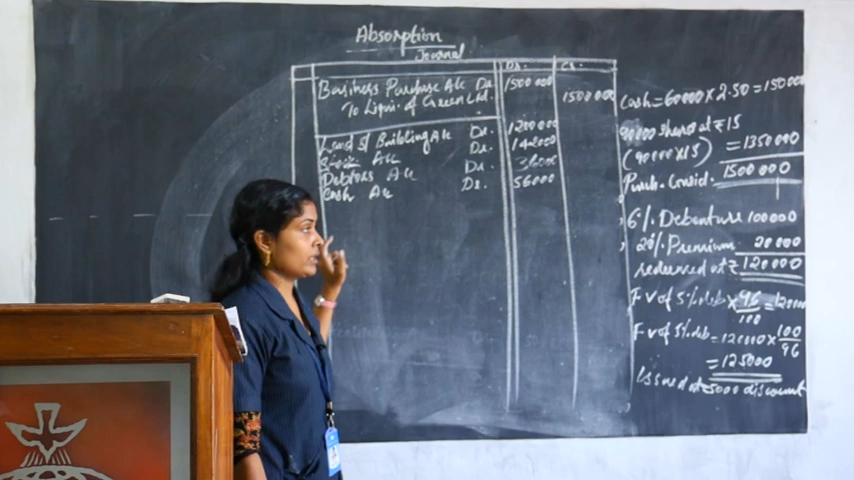 Absorption
Journal
Dr. Cr.
Business Purchase A/c Dr. 1500000
To Liqui. of Green Ltd. 1500000
Land & Building A/c Dr. 1200000
Stock A/c Dr.
Debtors A/c Dr. 36000
Cash A/c Dr. 56000
Cash = 60000 × 2.50 = 150000
90000 shares at ₹ 15
(90000 × 15) = 1350000
Purch. Consid. 1500000
6% Debenture 100000
20% Premium 20000
redeemed at ₹ 120000
FV of 5% deb × 96/100 = 120000
FV of 5% deb = 120000 × 100/96
= 125000
Issued at 5000 discount